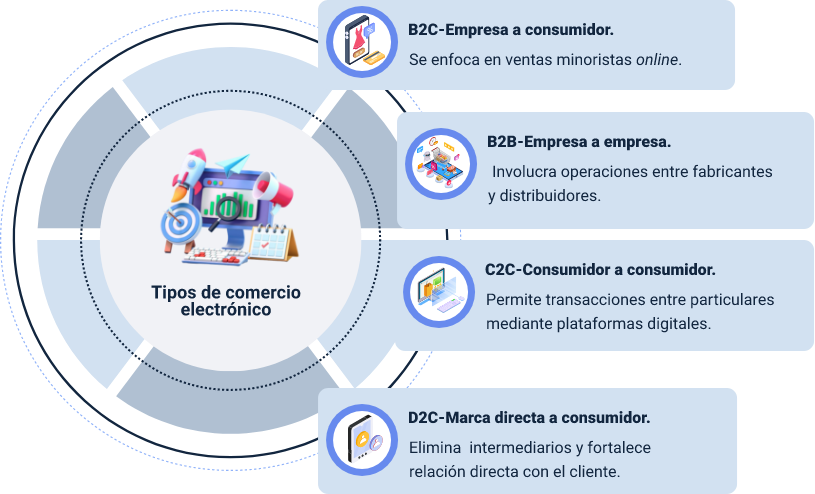 Tipos de comercio
electrónico
B2C-Empresa a consumidor.
Se enfoca en ventas minoristas online.
B2B-Empresa a empresa.
Involucra operaciones entre fabricantes
y distribuidores.
C2C-Consumidor a consumidor.
Permite transacciones entre particulares
mediante plataformas digitales.
D2C-Marca directa a consumidor.
Elimina intermediarios y fortalece
relación directa con el cliente.